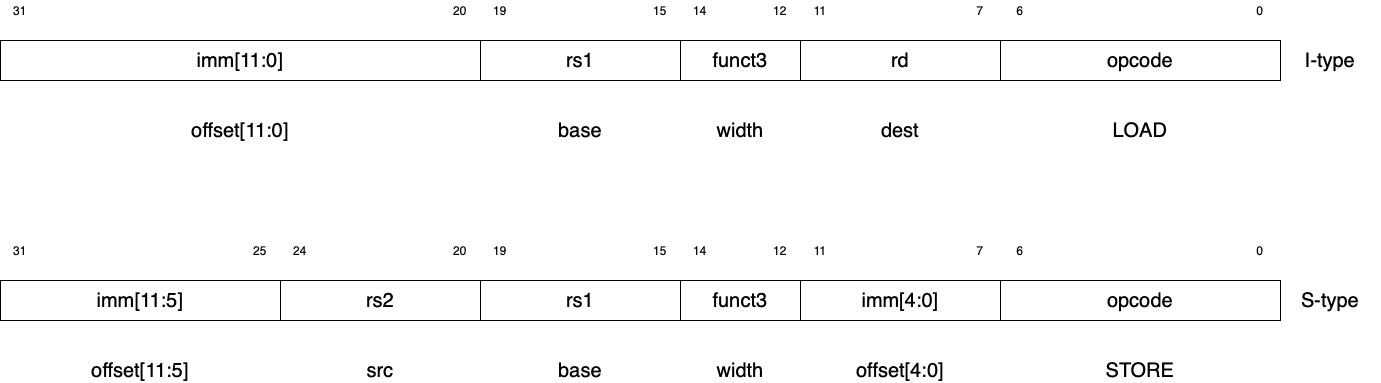 31 20 19 15 14 12 11 7 6 0
imm[11:0] rs1 funct3 rd opcode I-type
offset[11:0] base width dest LOAD
31 25 24 20 19 15 14 12 11 7 6 0
imm[11:5] rs2 rs1 funct3 imm[4:0] opcode S-type
offset[11:5] src base width offset[4:0] STORE